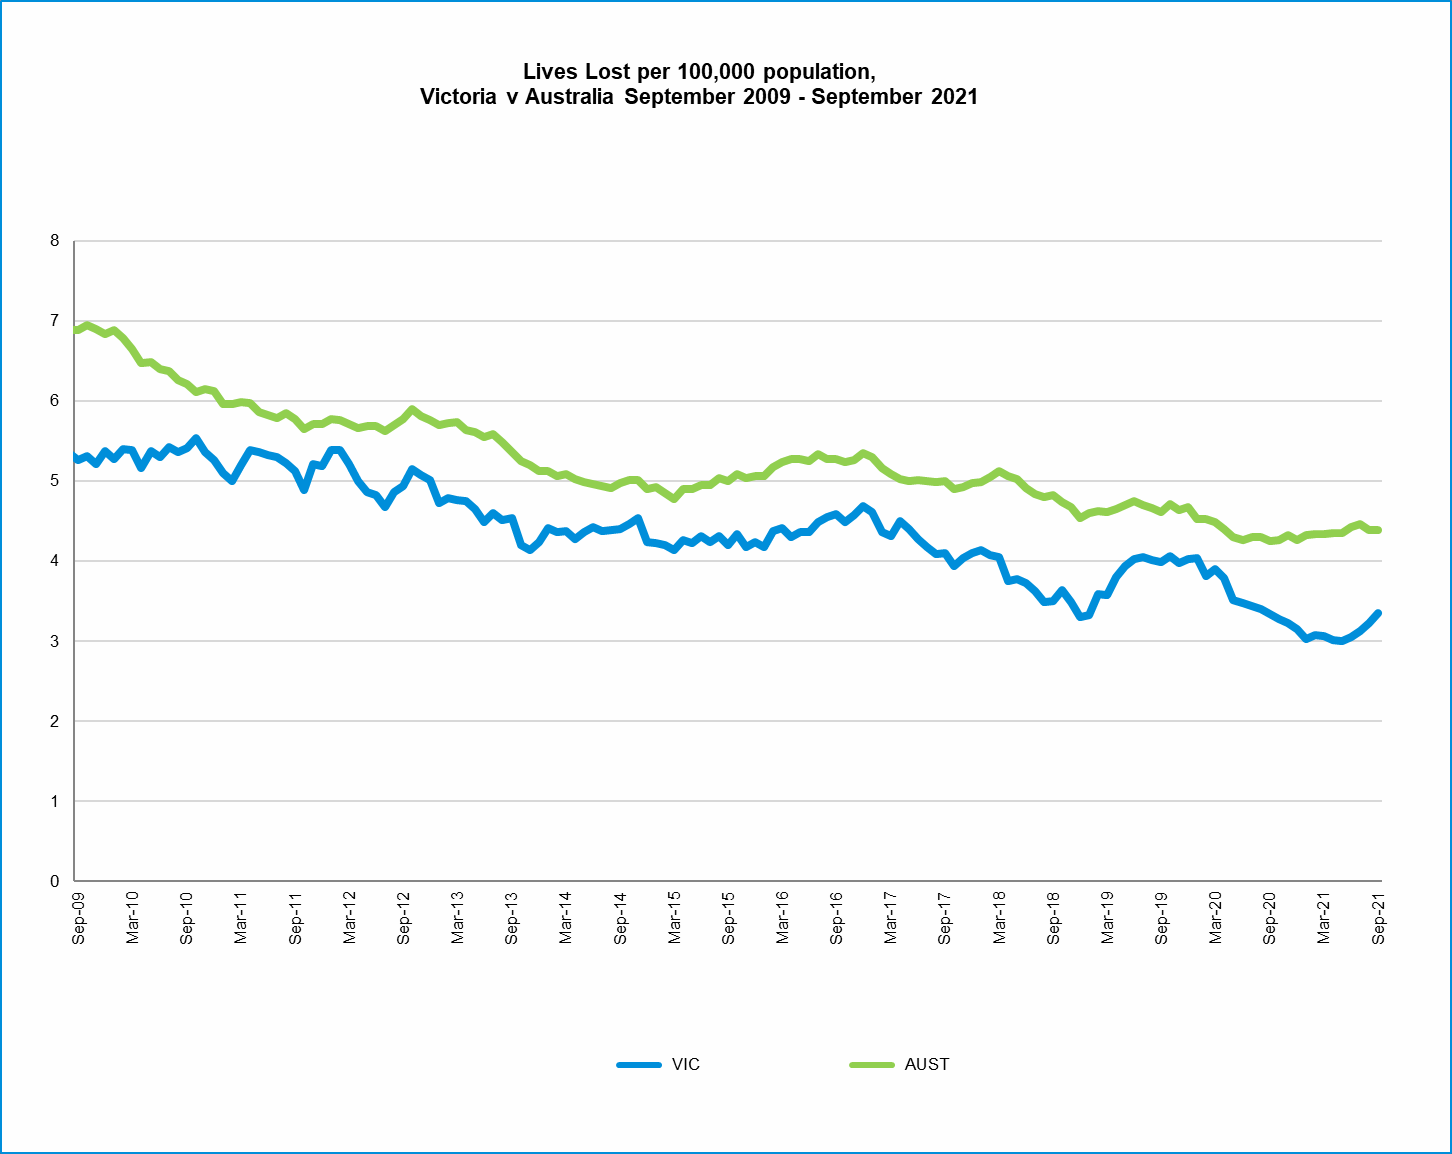 Lives Lost per 100,000 population,
Victoria v Australia September 2009 - September 2021
8
7
6
5
4
3
2
1
0
Sep-09
Mar-10
Sep-10
Mar-11
Sep-11
Mar-12
Sep-12
Mar-13
Sep-13
Mar-14
Sep-14
Mar-15
Sep-15
Mar-16
Sep-16
Mar-17
Sep-17
Mar-18
Sep-18
Mar-19
Sep-19
Mar-20
Sep-20
Mar-21
Sep-21
VIC
AUST